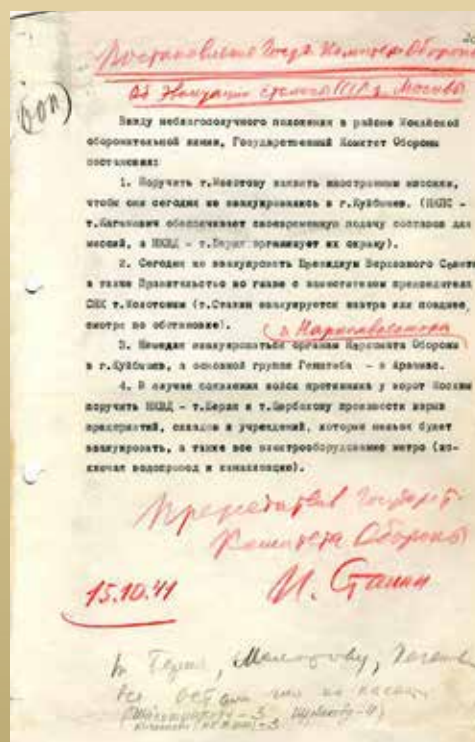 Постановление Госуд. Комитета Обороны
Об эвакуации столицы СССР г. Москвы
Ввиду неблагополучного положения в районе Можайской
оборонительной линии, Государственный Комитет Обороны
постановил:
1. Поручить т.Молотову заявить иностранным миссиям,
чтобы они сегодня же эвакуировались в г.Куйбышев. (НКПС -
т.Каганович обеспечивает своевременную подачу составов для
миссий, а НКВД - т.Берия организует их охрану).
2. Сегодня же эвакуировать Президиум Верховного Совета,
а также Правительство во главе с заместителем председателя
СНК т.Молотовым (т.Сталин эвакуируется завтра или позднее,
смотря по обстановке).
и Наркомвоенмора
3. Немедля эвакуироваться органам Наркомата Обороны
в г.Куйбышев, а основной группе Генштаба - в Арзамас.
4. В случае появления войск противника у ворот Москвы
поручить НКВД - т.Берия и т.Щербакову произвести взрыв
предприятий, складов и учреждений, которые нельзя будет
эвакуировать, а также все электрооборудование метро (ис-
ключая водопровод и канализацию).
Председатель Государст.
Комитета Обороны
И. Сталин
15.10.41
Берия, Молотову,